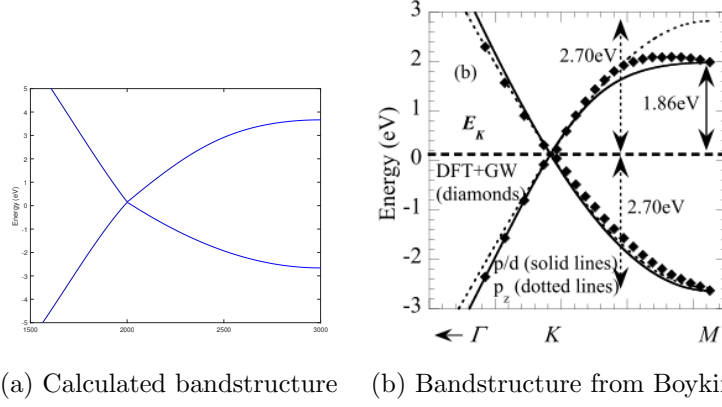 5
4
3
2
1
0
-1
-2
-3
-4
-5
Energy (eV)
1500
2000
2500
3000
3
2
1
0
-1
-2
-3
Energy (eV)
(b)
2.70eV
1.86eV
E_K
DFT+GW
(diamonds)
2.70eV
p/d (solid lines)
p_z (dotted lines)
← Γ
K
M
(a) Calculated bandstructure
(b) Bandstructure from Boykin